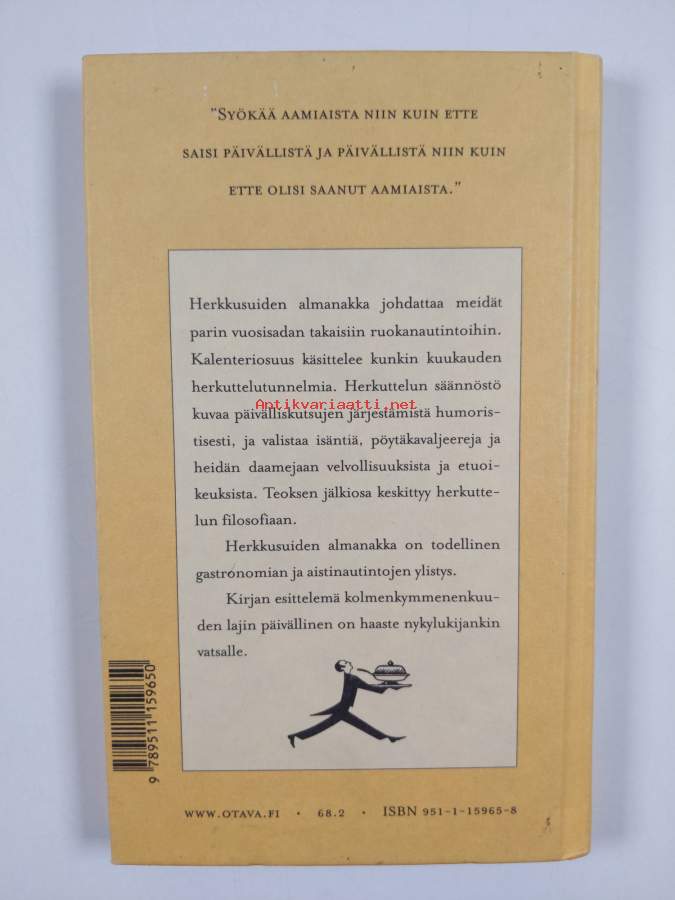 "Syökää aamiaista niin kuin ette
saisi päivällistä ja päivällistä niin kuin
ette olisi saanut aamiaista."
Herkkusuiden almanakka johdattaa meidät
parin vuosisadan takaisiin ruokanautintoihin.
Kalenteriosuus käsittelee kunkin kuukauden
herkuttelutunnelmia. Herkuttelun säännöstö
Antikvariaatti.net
kuvaa päivälliskutsujen järjestämistä humoris-
tisesti, ja valistaa isäntiä, pöytäkavaljeereja ja
heidän daamejaan velvollisuuksista ja etuoi-
keuksista. Teoksen jälkiosa keskittyy herkutte-
lun filosofiaan.
Herkkusuiden almanakka on todellinen
gastronomian ja aistinautintojen ylistys.
Kirjan esittelemä kolmenkymmenenkuu-
den lajin päivällinen on haaste nykylukijankin
vatsalle.
9 789511 159650
www.otava.fi • 68.2 • ISBN 951-1-15965-8